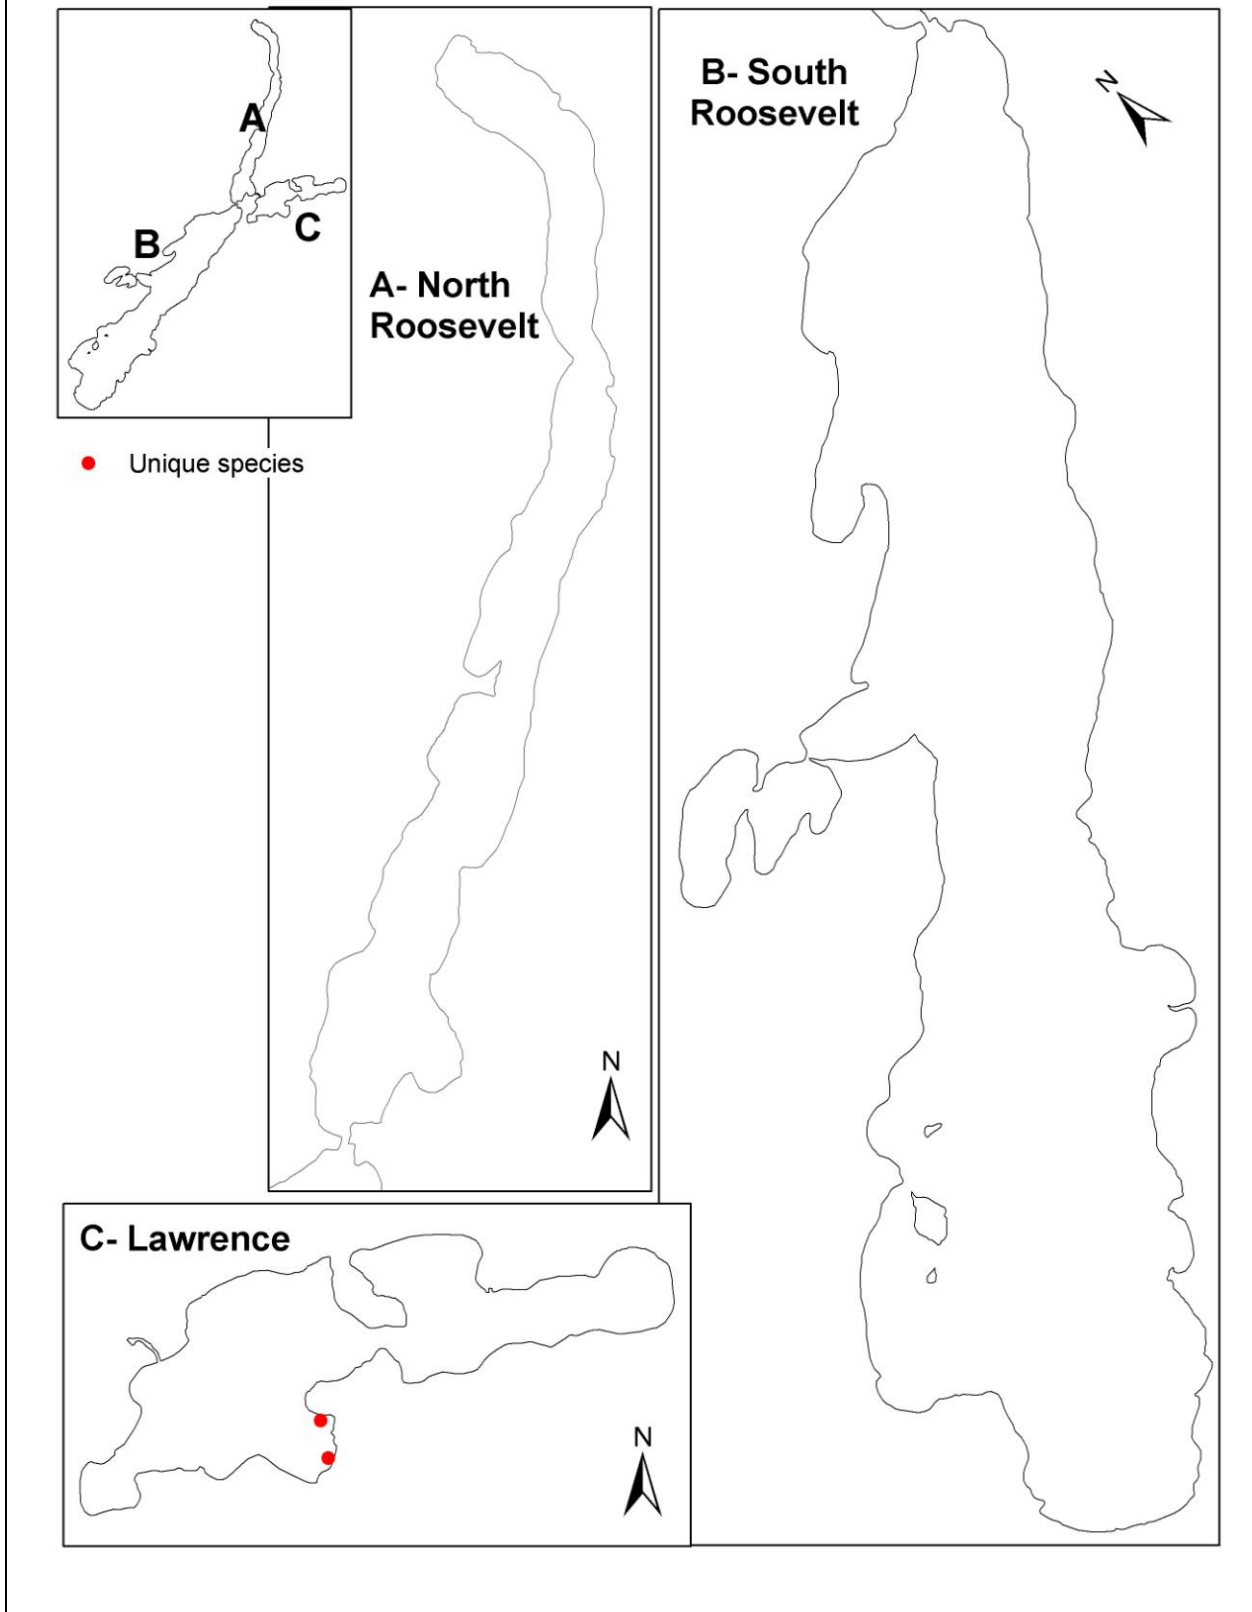 A
B
C
Unique species
A- North
Roosevelt
N
B- South
Roosevelt
N
C- Lawrence
N